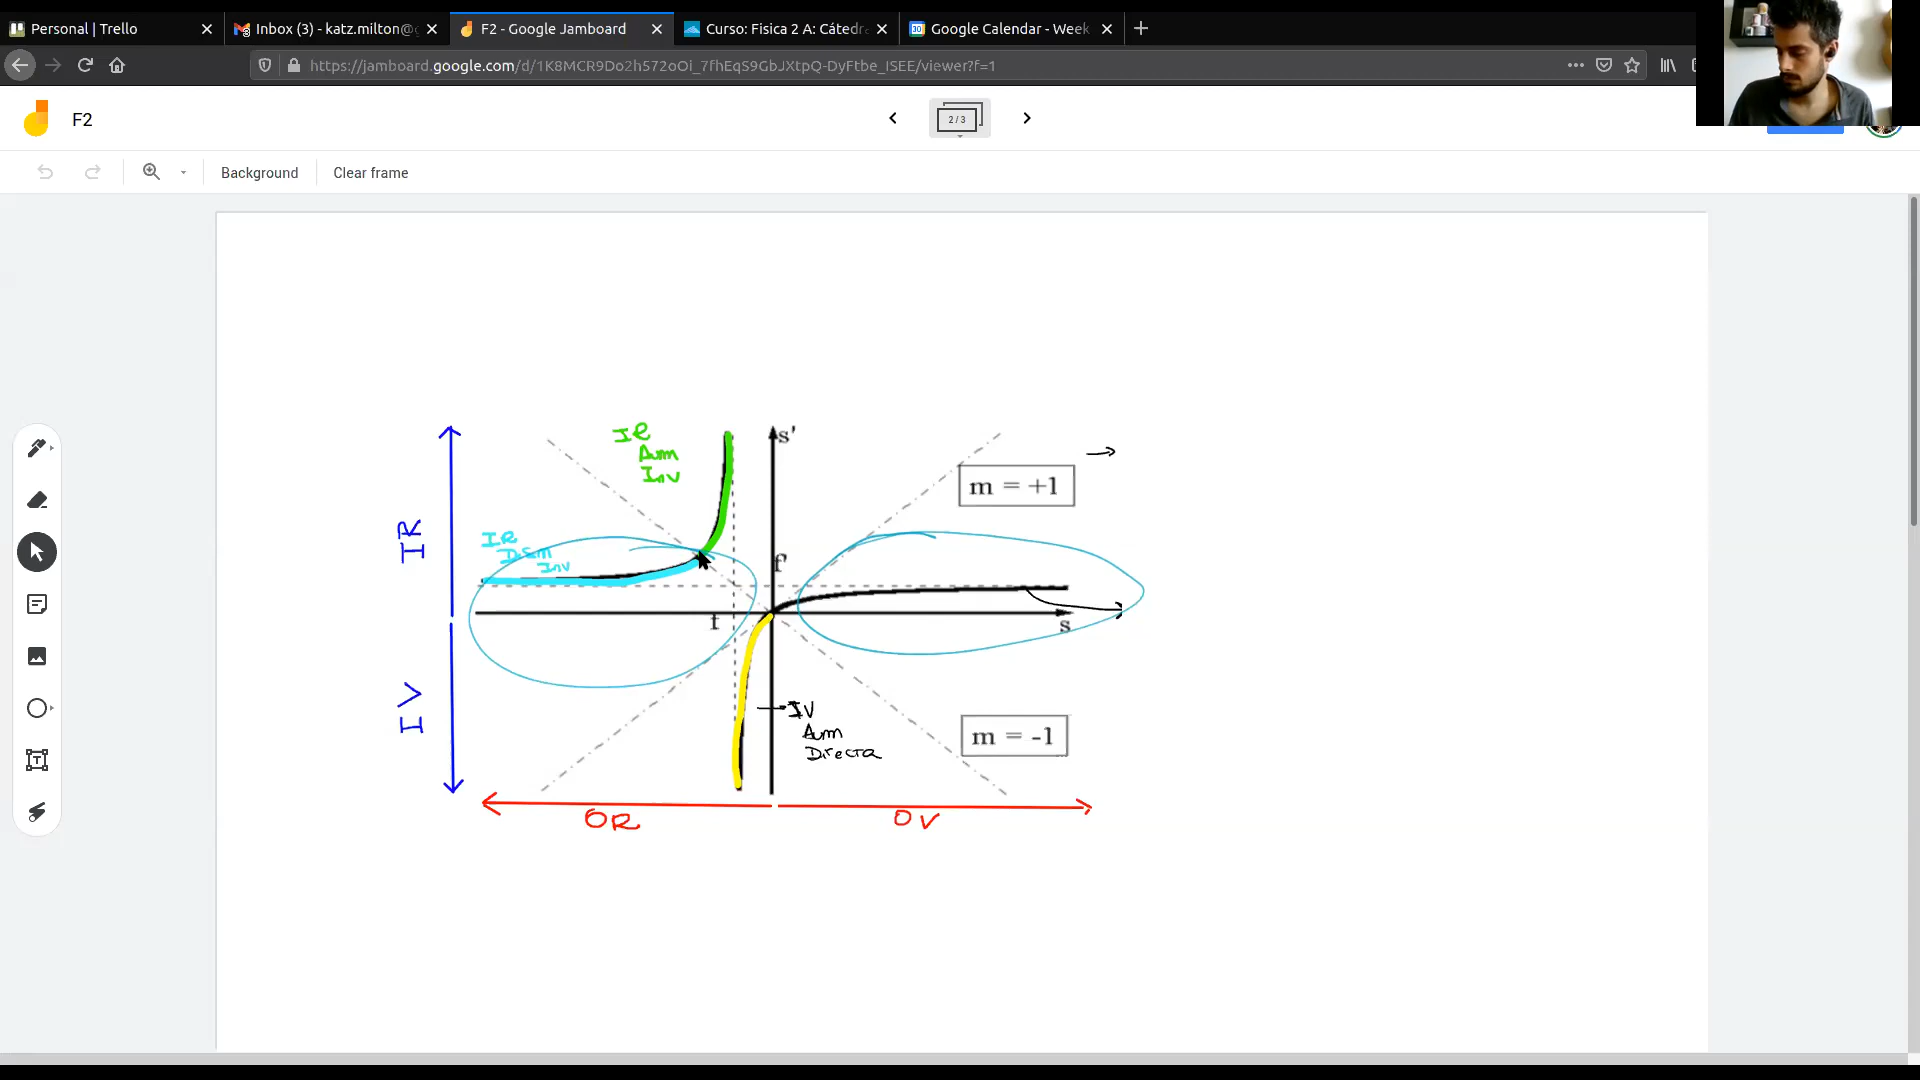 Personal | Trello
Inbox (3) - katz.milton@g
F2 - Google Jamboard
Curso: Fisica 2 A: Cátedr
Google Calendar - Week
https://jamboard.google.com/d/1K8MCR9Do2h572oOi_7fhEqS9GbJXtpQ-DyFtbe_ISEE/viewer?f=1
F2
2 / 3
Background
Clear frame
IR
Aum
Inv
s'
m = +1
IR
Dism
Inv
IR
f'
f
s
IV
IV
Aum
Directa
m = -1
OR
OV